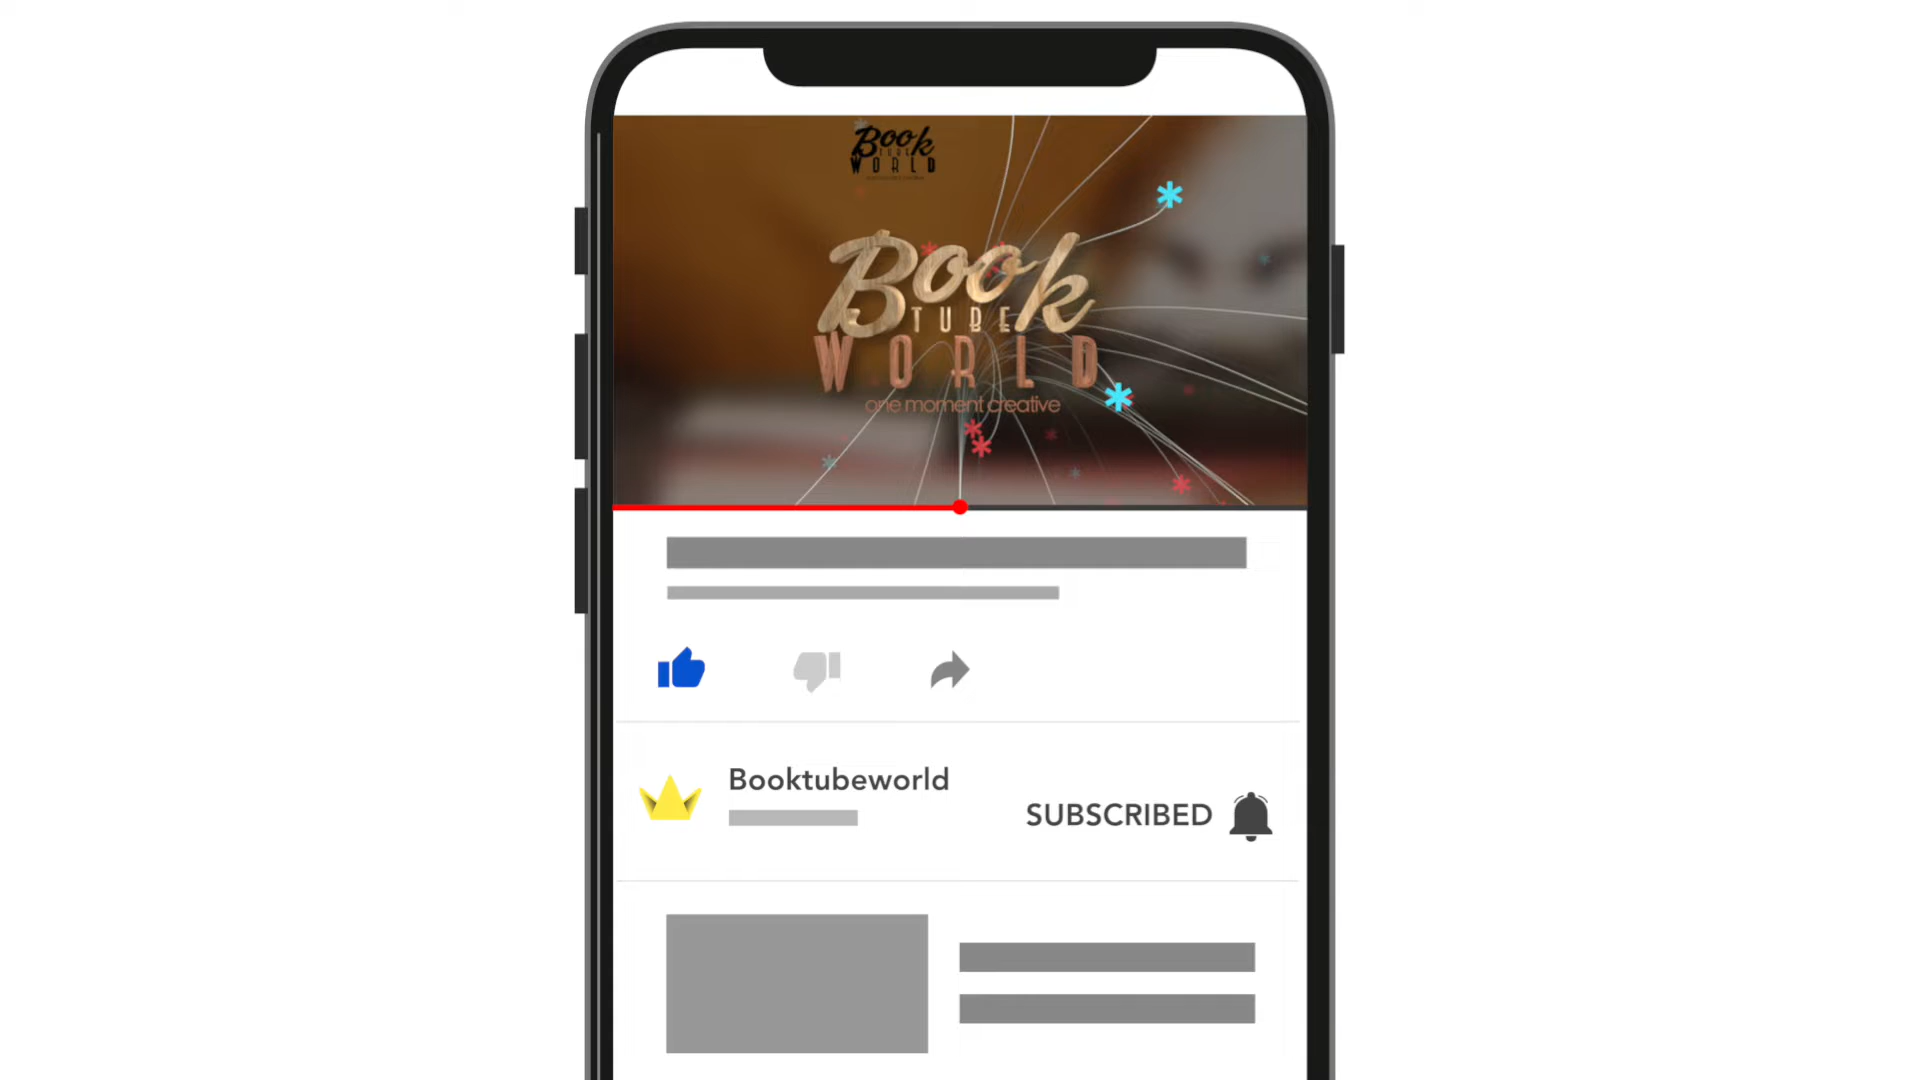 Book
WORLD
Book
TUBE
WORLD
one moment creative
Booktubeworld
SUBSCRIBED